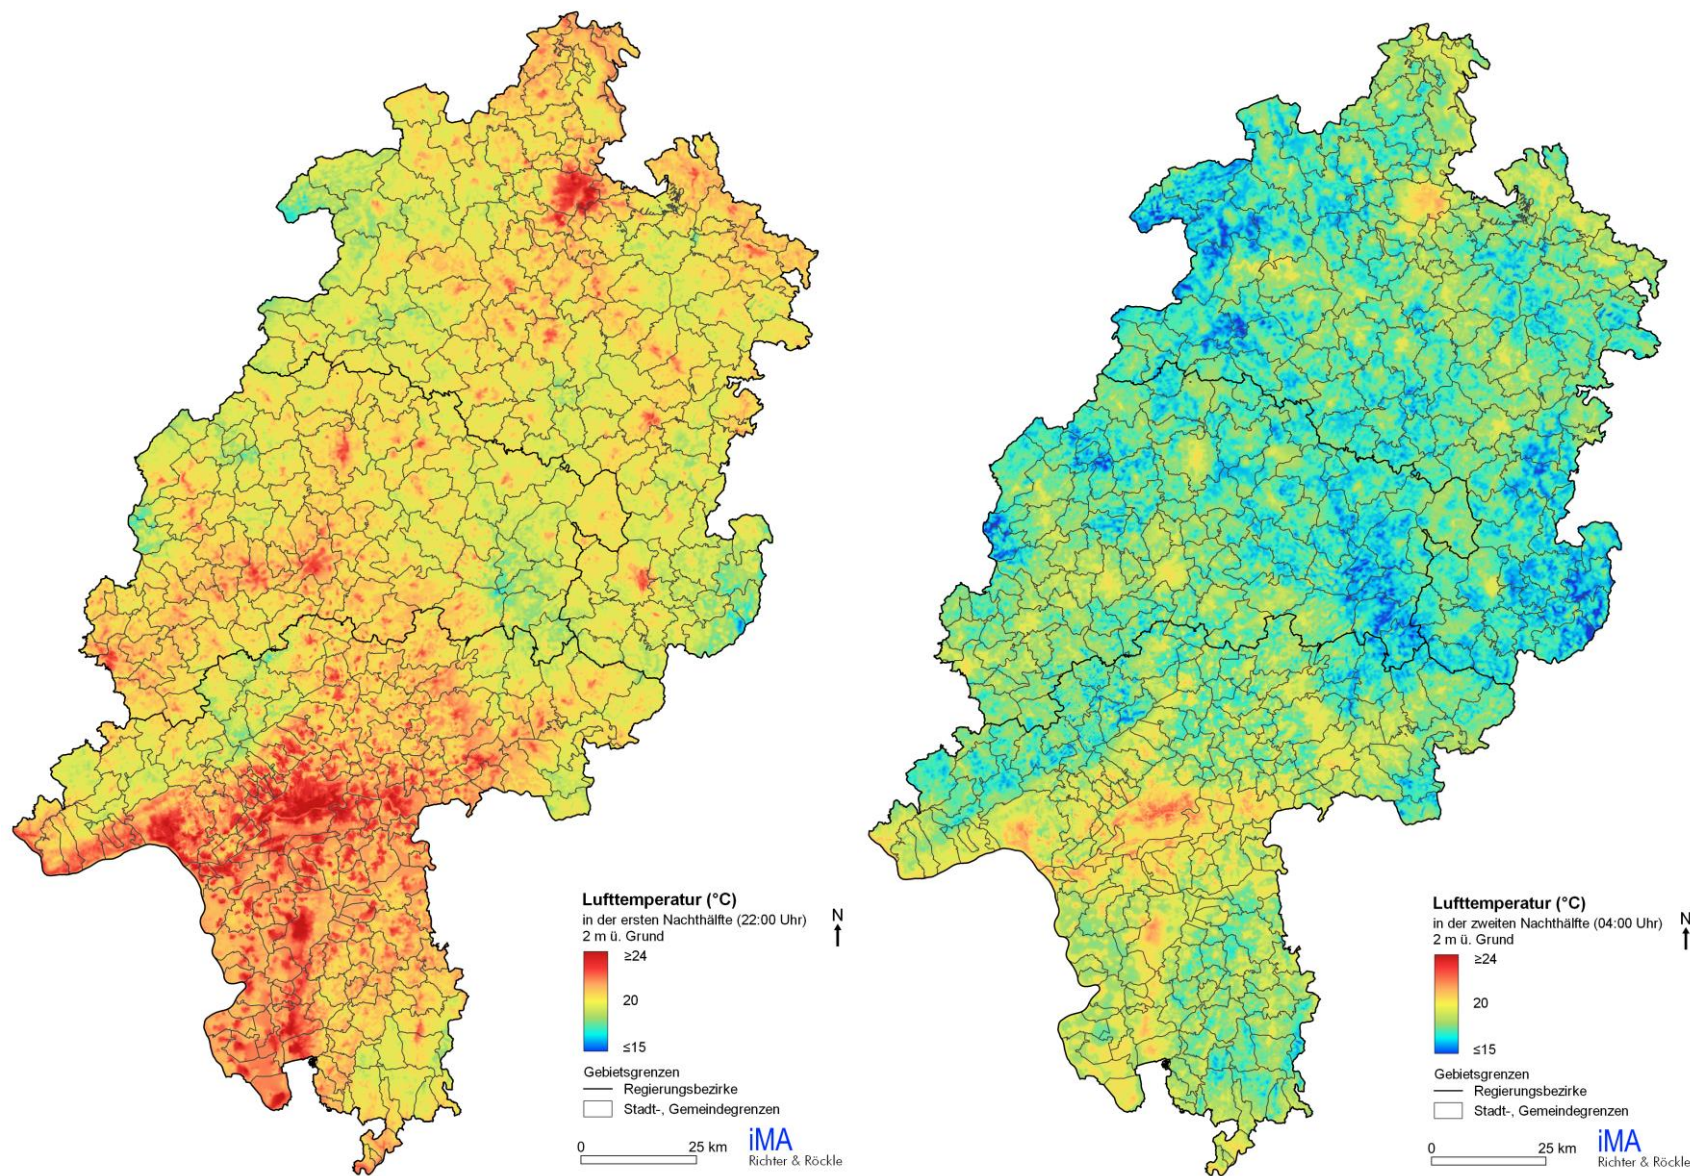 Lufttemperatur (°C)
in der ersten Nachthälfte (22:00 Uhr)
2 m ü. Grund
≥24
20
≤15
Gebietsgrenzen
Regierungsbezirke
Stadt-, Gemeindegrenzen
N
0 25 km
iMA
Richter & Röckle
Lufttemperatur (°C)
in der zweiten Nachthälfte (04:00 Uhr)
2 m ü. Grund
≥24
20
≤15
Gebietsgrenzen
Regierungsbezirke
Stadt-, Gemeindegrenzen
N
0 25 km
iMA
Richter & Röckle